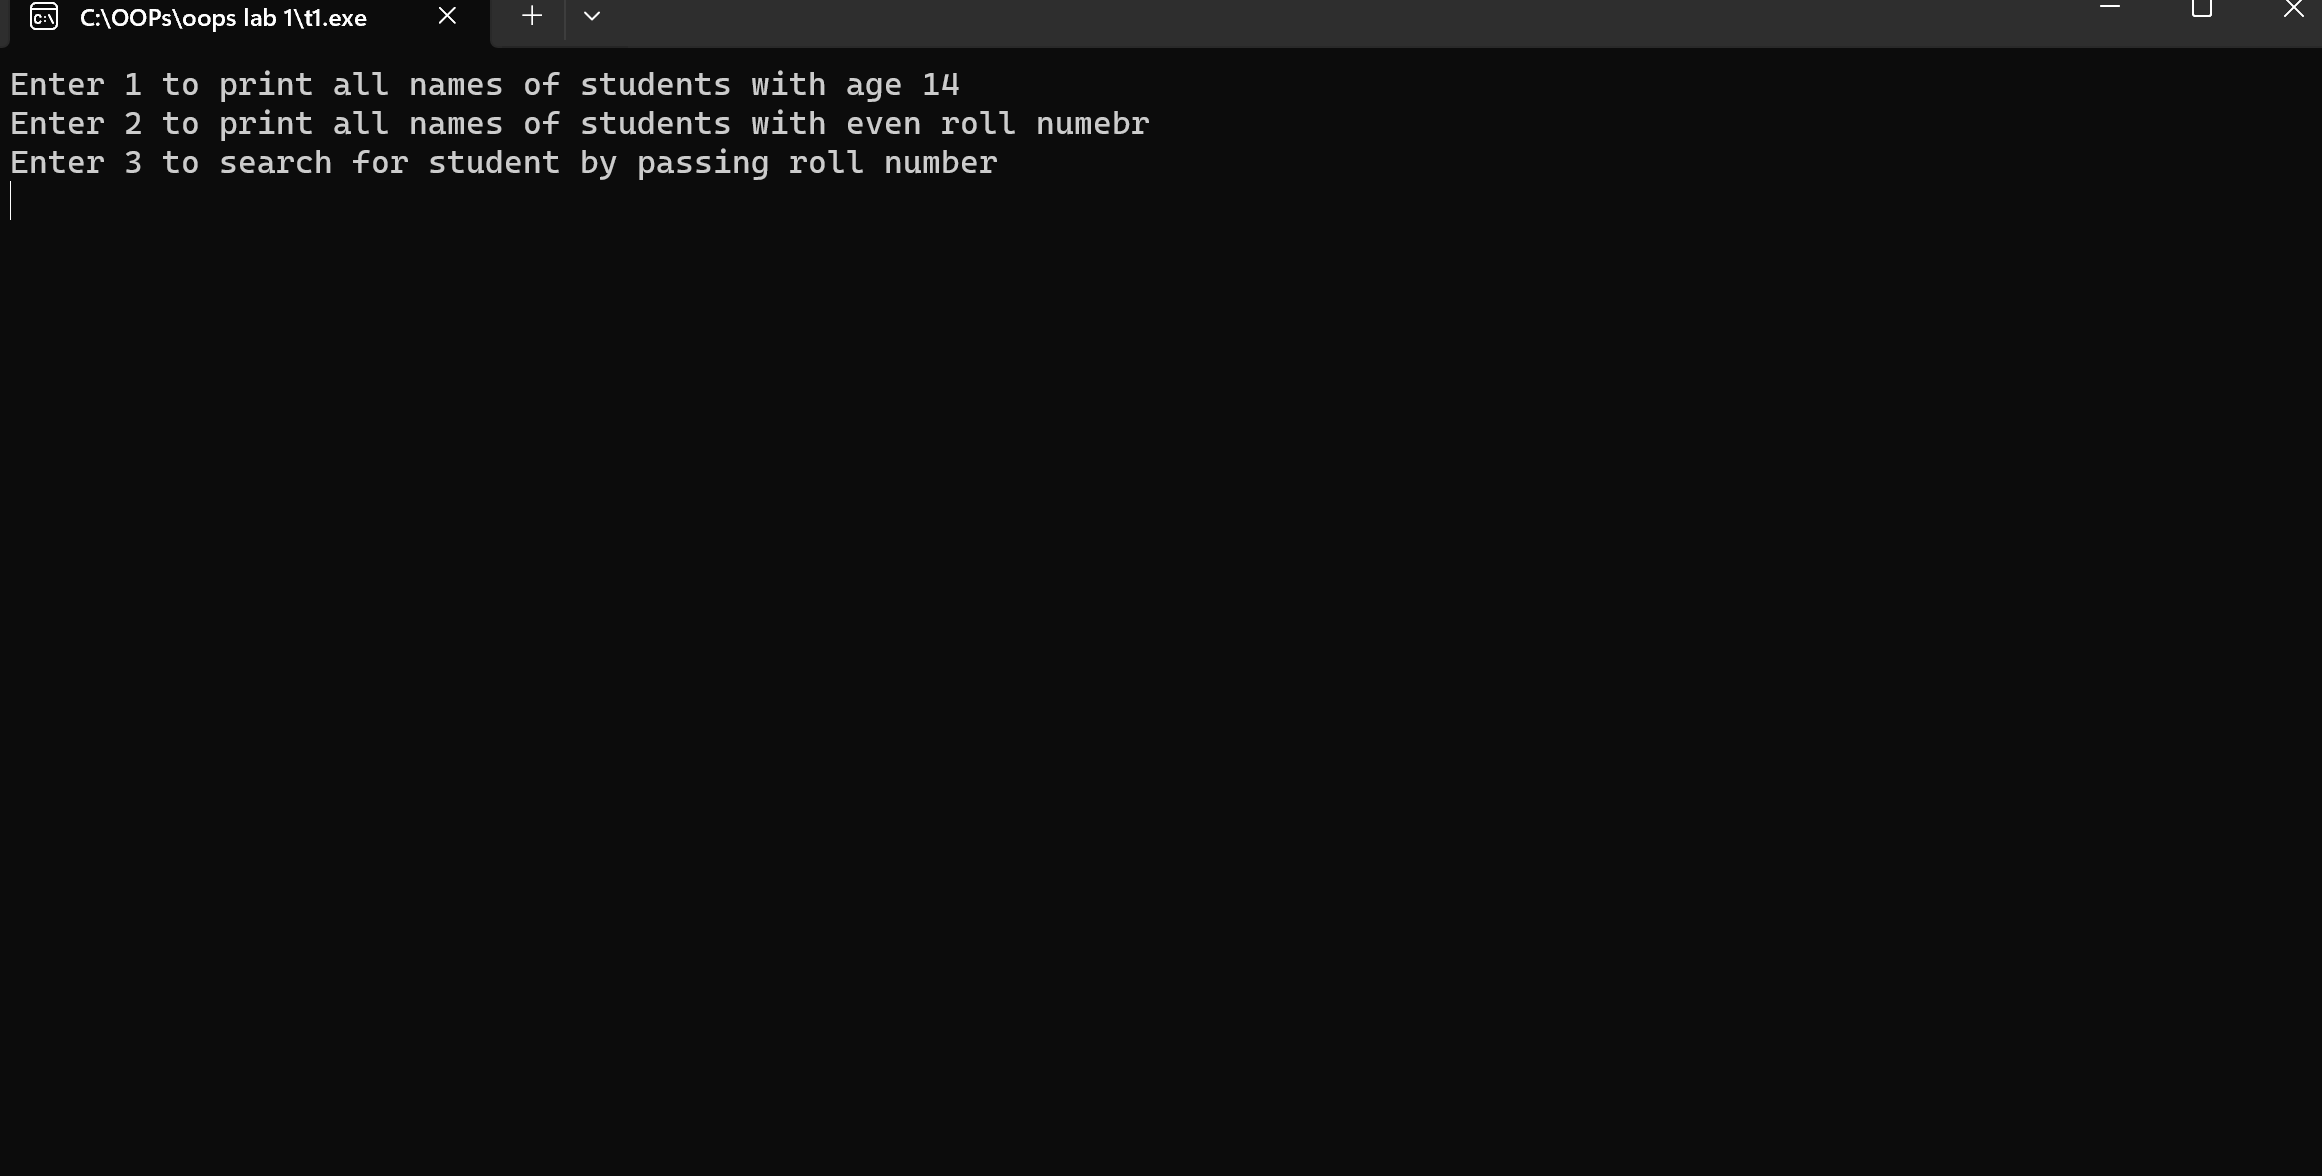 C:\OOPs\oops lab 1\t1.exe
Enter 1 to print all names of students with age 14
Enter 2 to print all names of students with even roll numebr
Enter 3 to search for student by passing roll number